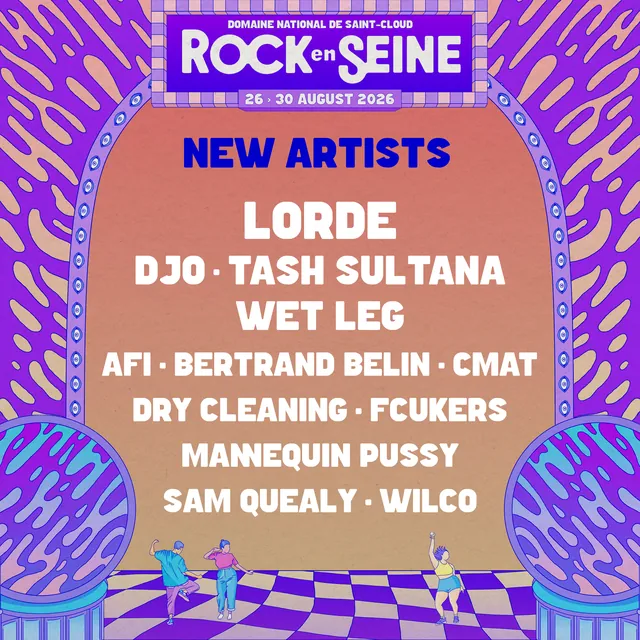 DOMAINE NATIONAL DE SAINT-CLOUD
ROCK en SEINE
26 > 30 AUGUST 2026
NEW ARTISTS
LORDE
DJO · TASH SULTANA
WET LEG
AFI · BERTRAND BELIN · CMAT
DRY CLEANING · FCUKERS
MANNEQUIN PUSSY
SAM QUEALY · WILCO